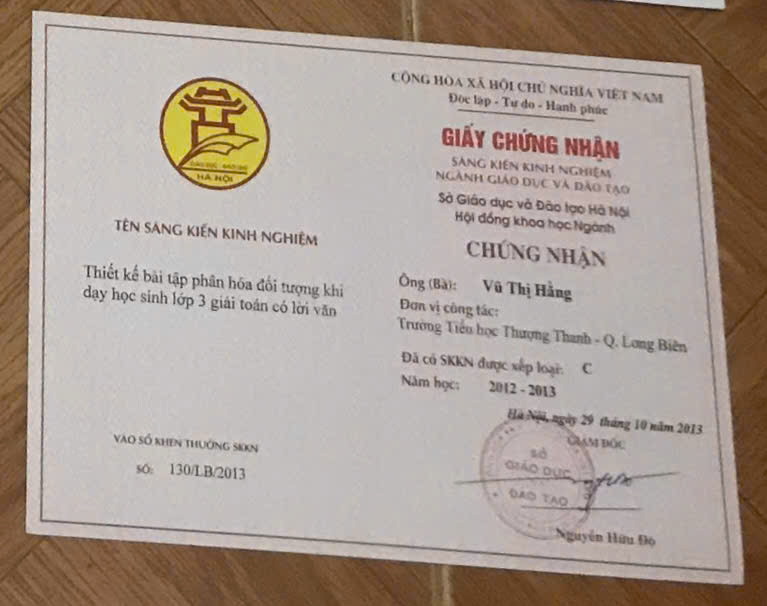 GIÁO DỤC - ĐÀO TẠO
HÀ NỘI
TÊN SÁNG KIẾN KINH NGHIỆM
Thiết kế bài tập phân hóa đối tượng khi
dạy học sinh lớp 3 giải toán có lời văn
VÀO SỔ KHEN THƯỞNG SKKN
SỐ: 130/LB/2013
CỘNG HÒA XÃ HỘI CHỦ NGHĨA VIỆT NAM
Độc lập - Tự do - Hạnh phúc
GIẤY CHỨNG NHẬN
SÁNG KIẾN KINH NGHIỆM
NGÀNH GIÁO DỤC VÀ ĐÀO TẠO
Sở Giáo dục và Đào tạo Hà Nội
Hội đồng khoa học Ngành
CHỨNG NHẬN
Ông (Bà): Vũ Thị Hằng
Đơn vị công tác:
Trường Tiểu học Thượng Thanh - Q. Long Biên
Đã có SKKN được xếp loại: C
Năm học: 2012 - 2013
Hà Nội, ngày 29 tháng 10 năm 2013
GIÁM ĐỐC
SỞ
GIÁO DỤC
ĐÀO TẠO
Nguyễn Hữu Độ